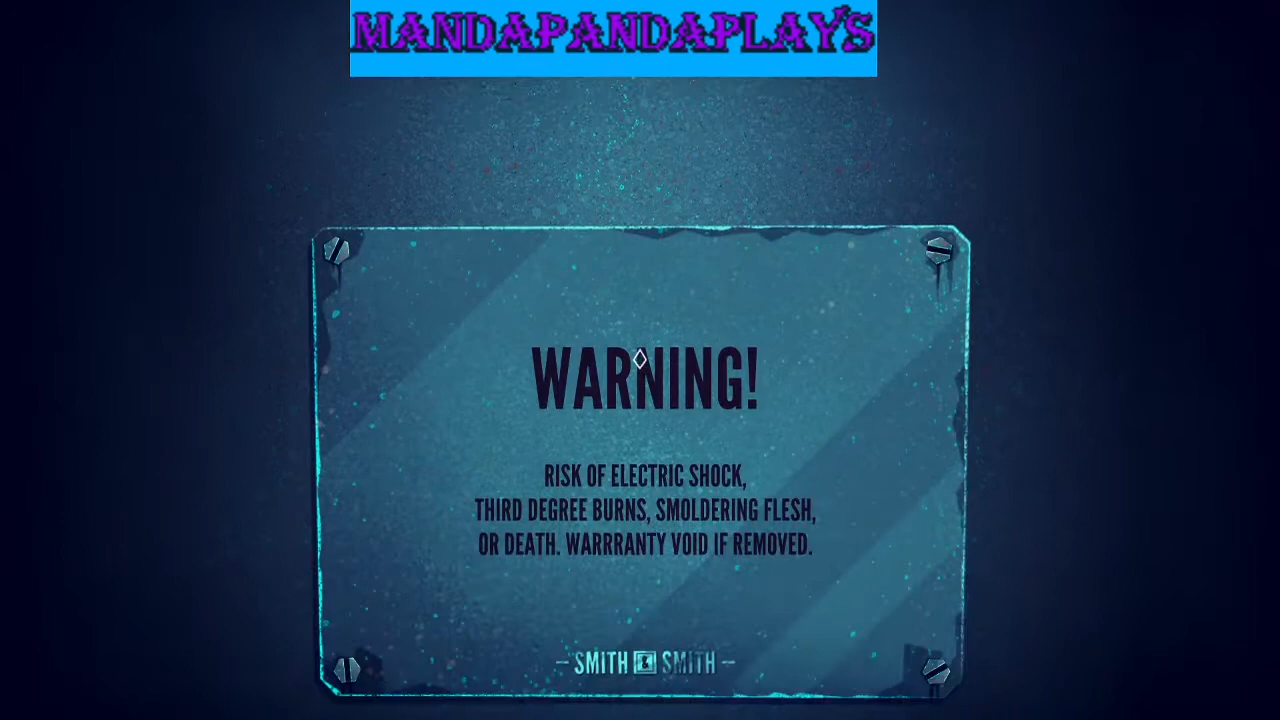 MANDAPANDAPLAYS
WARNING!
RISK OF ELECTRIC SHOCK,
THIRD DEGREE BURNS, SMOLDERING FLESH,
OR DEATH. WARRRANTY VOID IF REMOVED.
– SMITH SMITH –